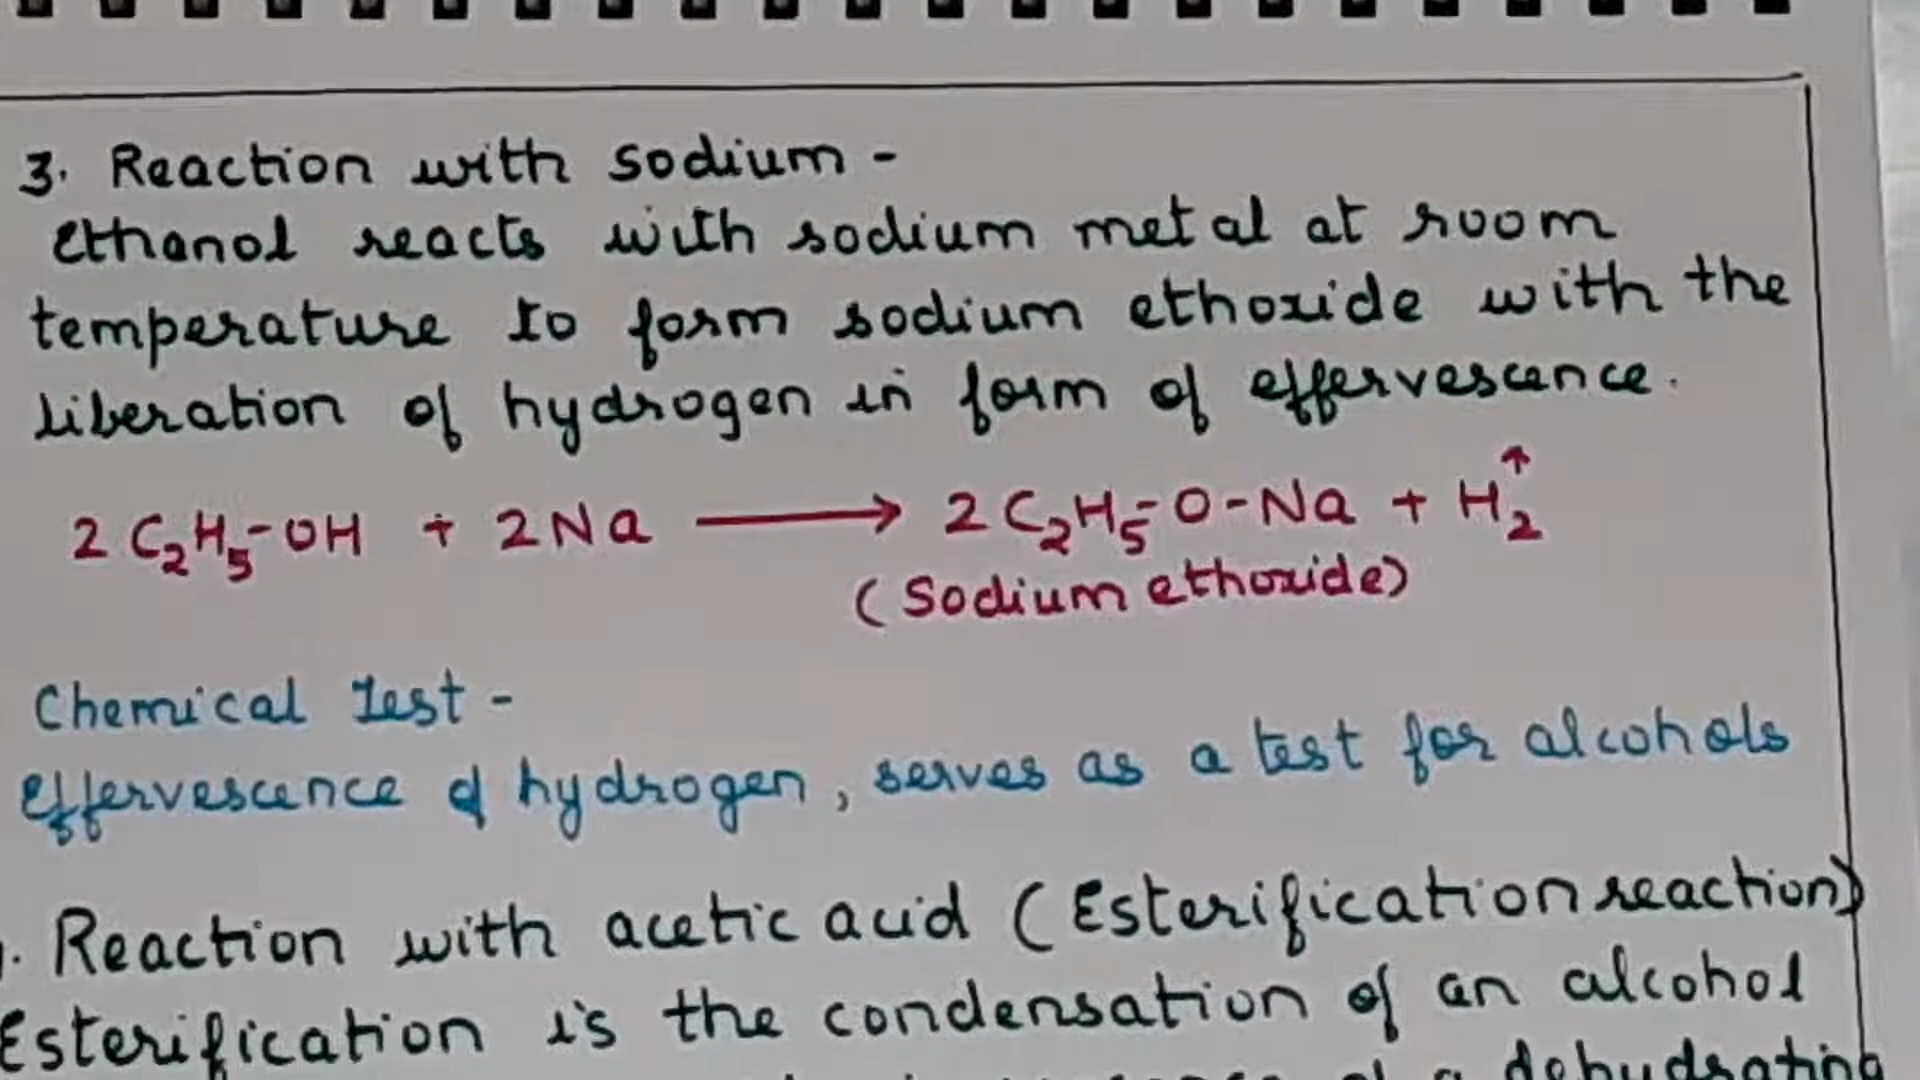 3. Reaction with sodium -
ethanol reacts with sodium metal at room
temperature to form sodium ethoxide with the
liberation of hydrogen in form of effervescence.
2 C₂H₅-OH + 2Na ⟶ 2 C₂H₅-O-Na + H₂↑
(Sodium ethoxide)
Chemical Test -
effervescence of hydrogen, serves as a test for alcohols
. Reaction with acetic acid (Esterification reaction)
Esterification is the condensation of an alcohol
of a dehydrating